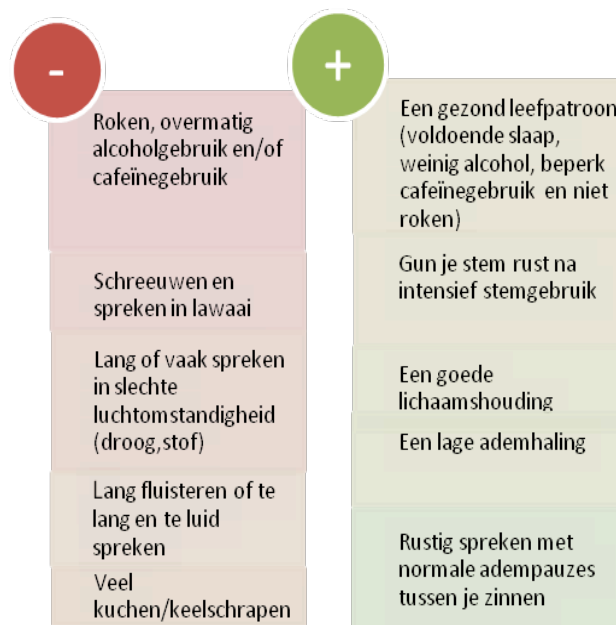 -
Roken, overmatig
alcoholgebruik en/of
cafeïnegebruik
Schreeuwen en
spreken in lawaai
Lang of vaak spreken
in slechte
luchtomstandigheid
(droog,stof)
Lang fluisteren of te
lang en te luid
spreken
Veel
kuchen/keelschrapen
+
Een gezond leefpatroon
(voldoende slaap,
weinig alcohol, beperk
cafeïnegebruik en niet
roken)
Gun je stem rust na
intensief stemgebruik
Een goede
lichaamshouding
Een lage ademhaling
Rustig spreken met
normale adempauzes
tussen je zinnen